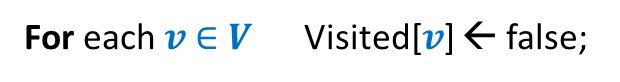 For each v ∈ V Visited[v] ← false;